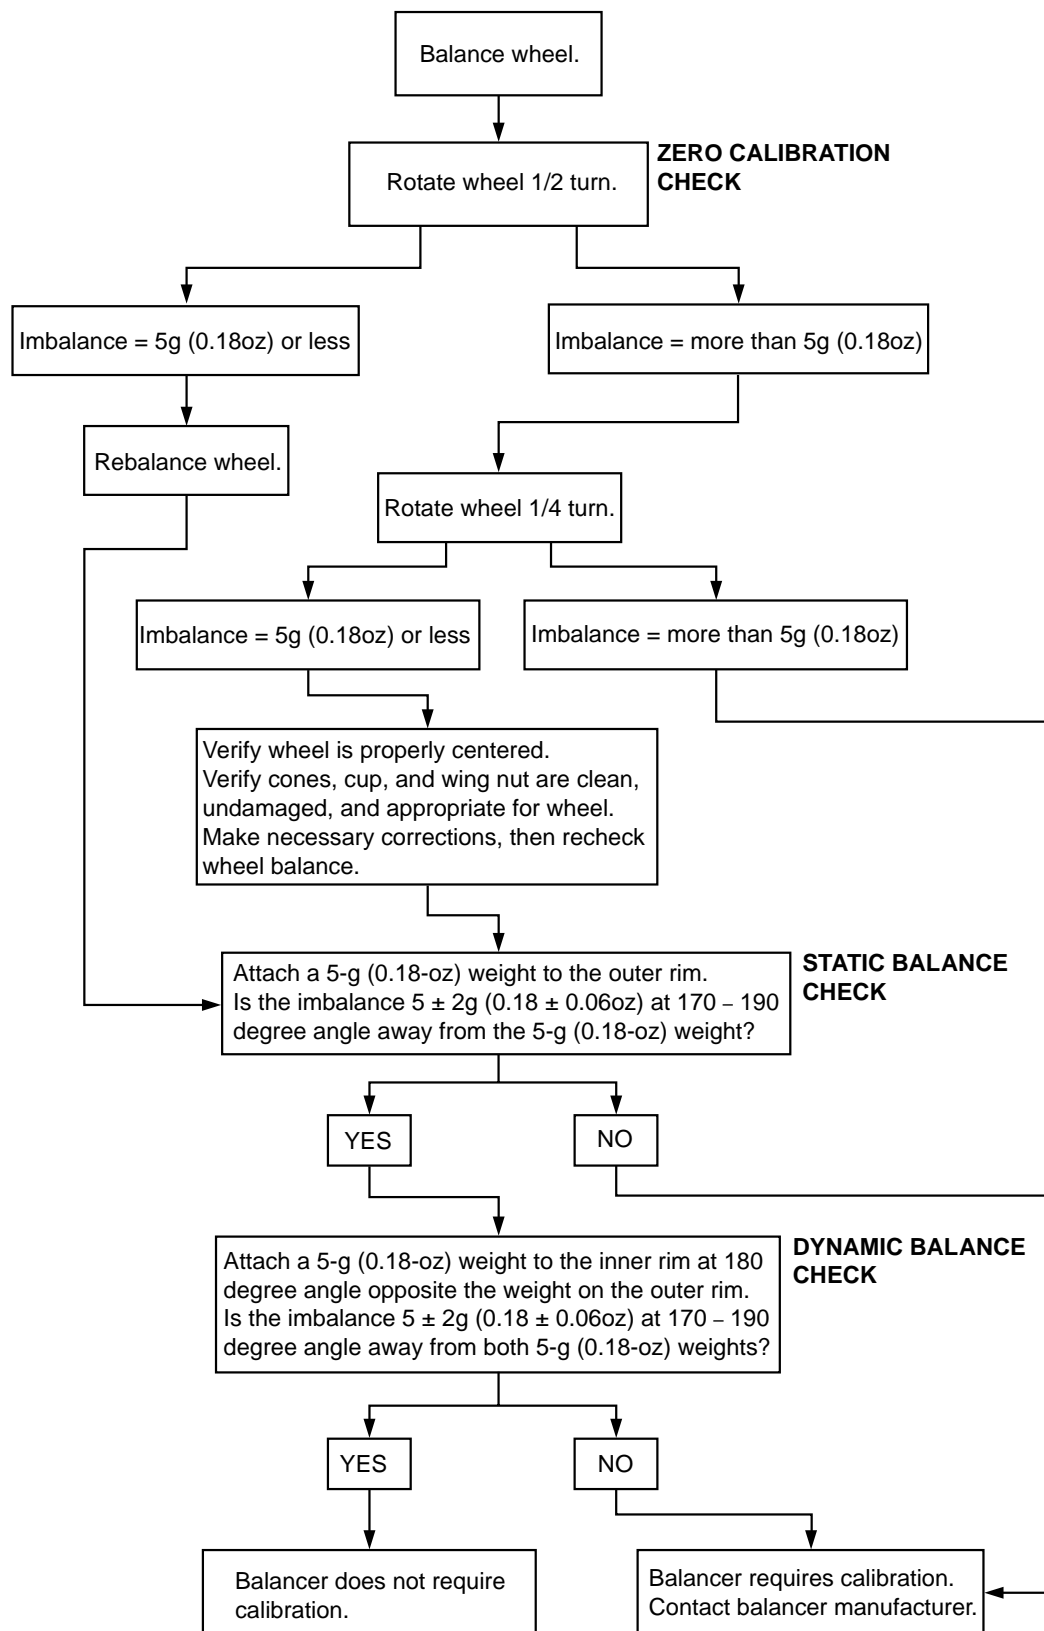 Balance wheel.
ZERO CALIBRATION
CHECK
Rotate wheel 1/2 turn.
Imbalance = 5g (0.18oz) or less
Imbalance = more than 5g (0.18oz)
Rebalance wheel.
Rotate wheel 1/4 turn.
Imbalance = 5g (0.18oz) or less
Imbalance = more than 5g (0.18oz)
Verify wheel is properly centered.
Verify cones, cup, and wing nut are clean,
undamaged, and appropriate for wheel.
Make necessary corrections, then recheck
wheel balance.
STATIC BALANCE
CHECK
Attach a 5-g (0.18-oz) weight to the outer rim.
Is the imbalance 5 ± 2g (0.18 ± 0.06oz) at 170 – 190
degree angle away from the 5-g (0.18-oz) weight?
YES
NO
DYNAMIC BALANCE
CHECK
Attach a 5-g (0.18-oz) weight to the inner rim at 180
degree angle opposite the weight on the outer rim.
Is the imbalance 5 ± 2g (0.18 ± 0.06oz) at 170 – 190
degree angle away from both 5-g (0.18-oz) weights?
YES
NO
Balancer does not require
calibration.
Balancer requires calibration.
Contact balancer manufacturer.